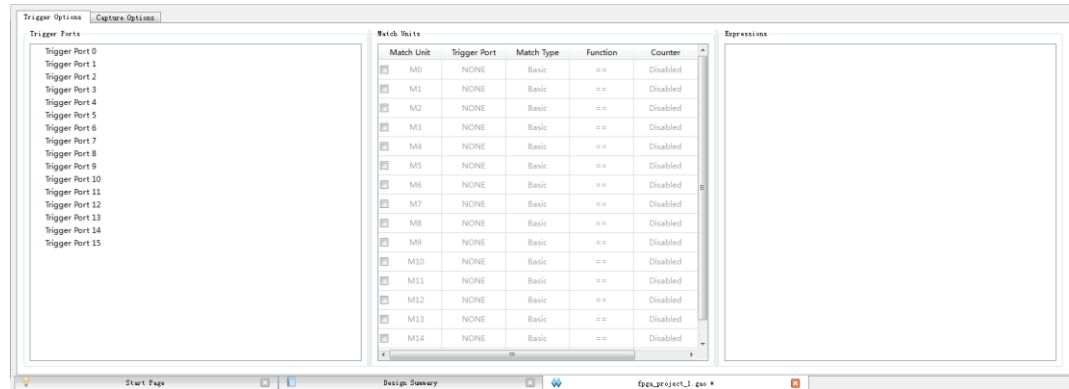 Trigger Options Capture Options
Trigger Ports
Trigger Port 0
Trigger Port 1
Trigger Port 2
Trigger Port 3
Trigger Port 4
Trigger Port 5
Trigger Port 6
Trigger Port 7
Trigger Port 8
Trigger Port 9
Trigger Port 10
Trigger Port 11
Trigger Port 12
Trigger Port 13
Trigger Port 14
Trigger Port 15
Match Units
Match Unit Trigger Port Match Type Function Counter
M0 NONE Basic == Disabled
M1 NONE Basic == Disabled
M2 NONE Basic == Disabled
M3 NONE Basic == Disabled
M4 NONE Basic == Disabled
M5 NONE Basic == Disabled
M6 NONE Basic == Disabled
M7 NONE Basic == Disabled
M8 NONE Basic == Disabled
M9 NONE Basic == Disabled
M10 NONE Basic == Disabled
M11 NONE Basic == Disabled
M12 NONE Basic == Disabled
M13 NONE Basic == Disabled
M14 NONE Basic == Disabled
Expressions
Start Page Design Summary fpga_project_1.gao *